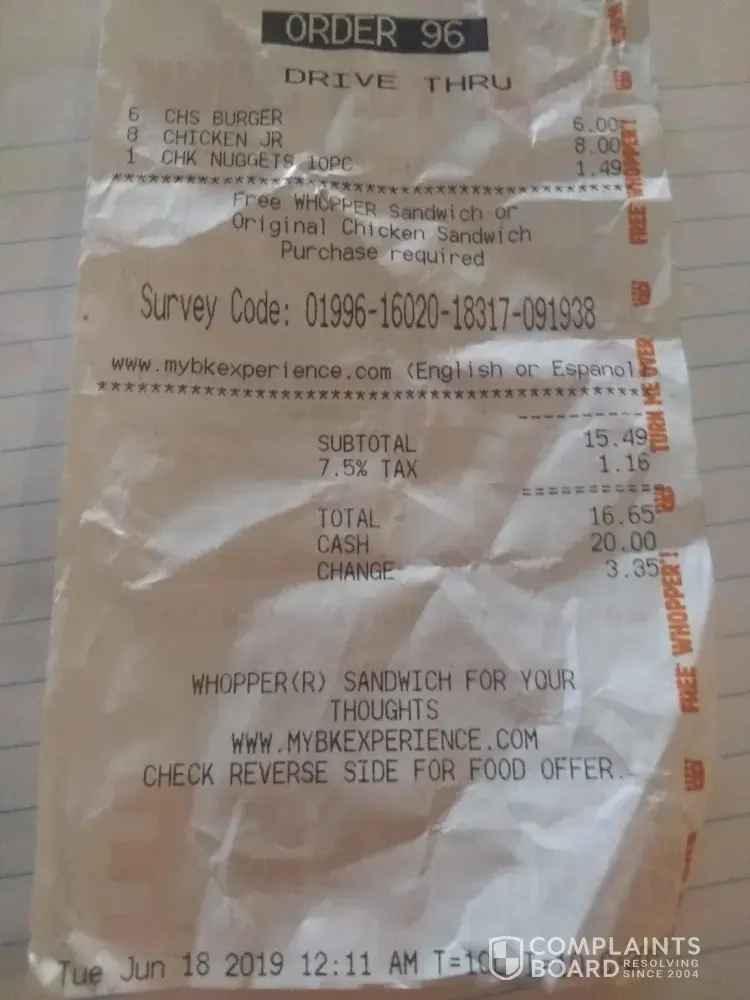 ORDER 96
DRIVE THRU
6 CHS BURGER 6.00
8 CHICKEN JR 8.00
1 CHK NUGGETS 10PC 1.49
****************************************
Free WHOPPER Sandwich or
Original Chicken Sandwich
Purchase required
Survey Code: 01996-16020-18317-091938
www.mybkexperience.com (English or Espanol
****************************************
------------
SUBTOTAL 15.49
7.5% TAX 1.16
============
TOTAL 16.65
CASH 20.00
CHANGE 3.35
WHOPPER(R) SANDWICH FOR YOUR
THOUGHTS
WWW.MYBKEXPERIENCE.COM
CHECK REVERSE SIDE FOR FOOD OFFER.
Tue Jun 18 2019 12:11 AM
FREE WHOPPER!
TURN ME OVER
FREE WHOPPER!
COMPLAINTS
BOARD RESOLVING
SINCE 2004